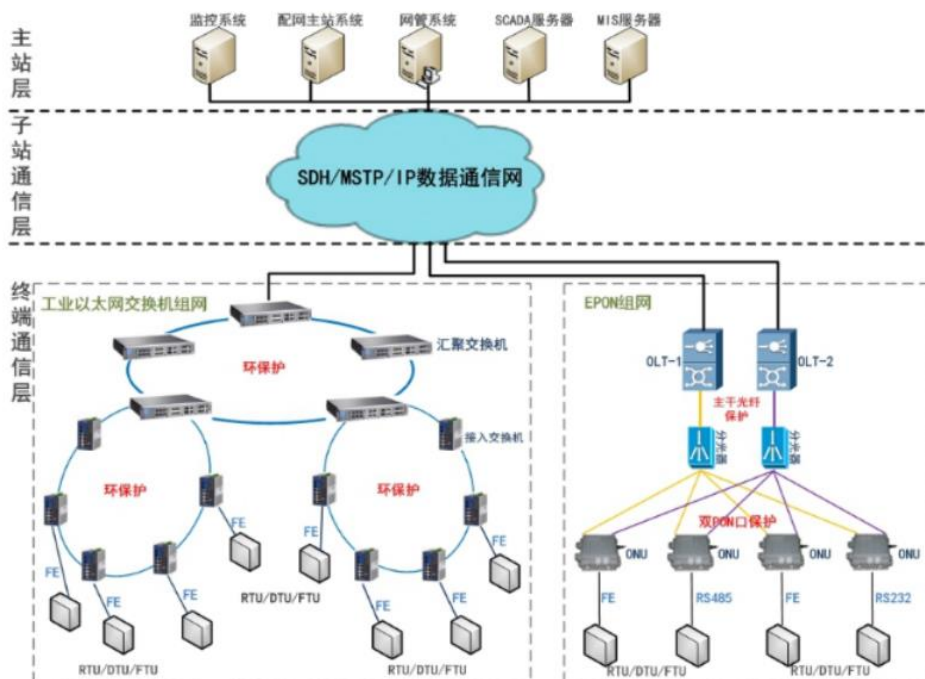 监控系统
配网主站系统
网管系统
SCADA服务器
MIS服务器
主站层
子站通信层
SDH/MSTP/IP数据通信网
终端通信层
工业以太网交换机组网
EPON组网
环保护
汇聚交换机
OLT-1
OLT-2
主干光纤
保护
接入交换机
分光器
分光器
环保护
环保护
双PON口保护
FE
FE
FE
ONU
ONU
ONU
ONU
FE
FE
FE
FE
FE
RS485
FE
RS232
RTU/DTU/FTU
RTU/DTU/FTU
RTU/DTU/FTU
RTU/DTU/FTU
RTU/DTU/FTU